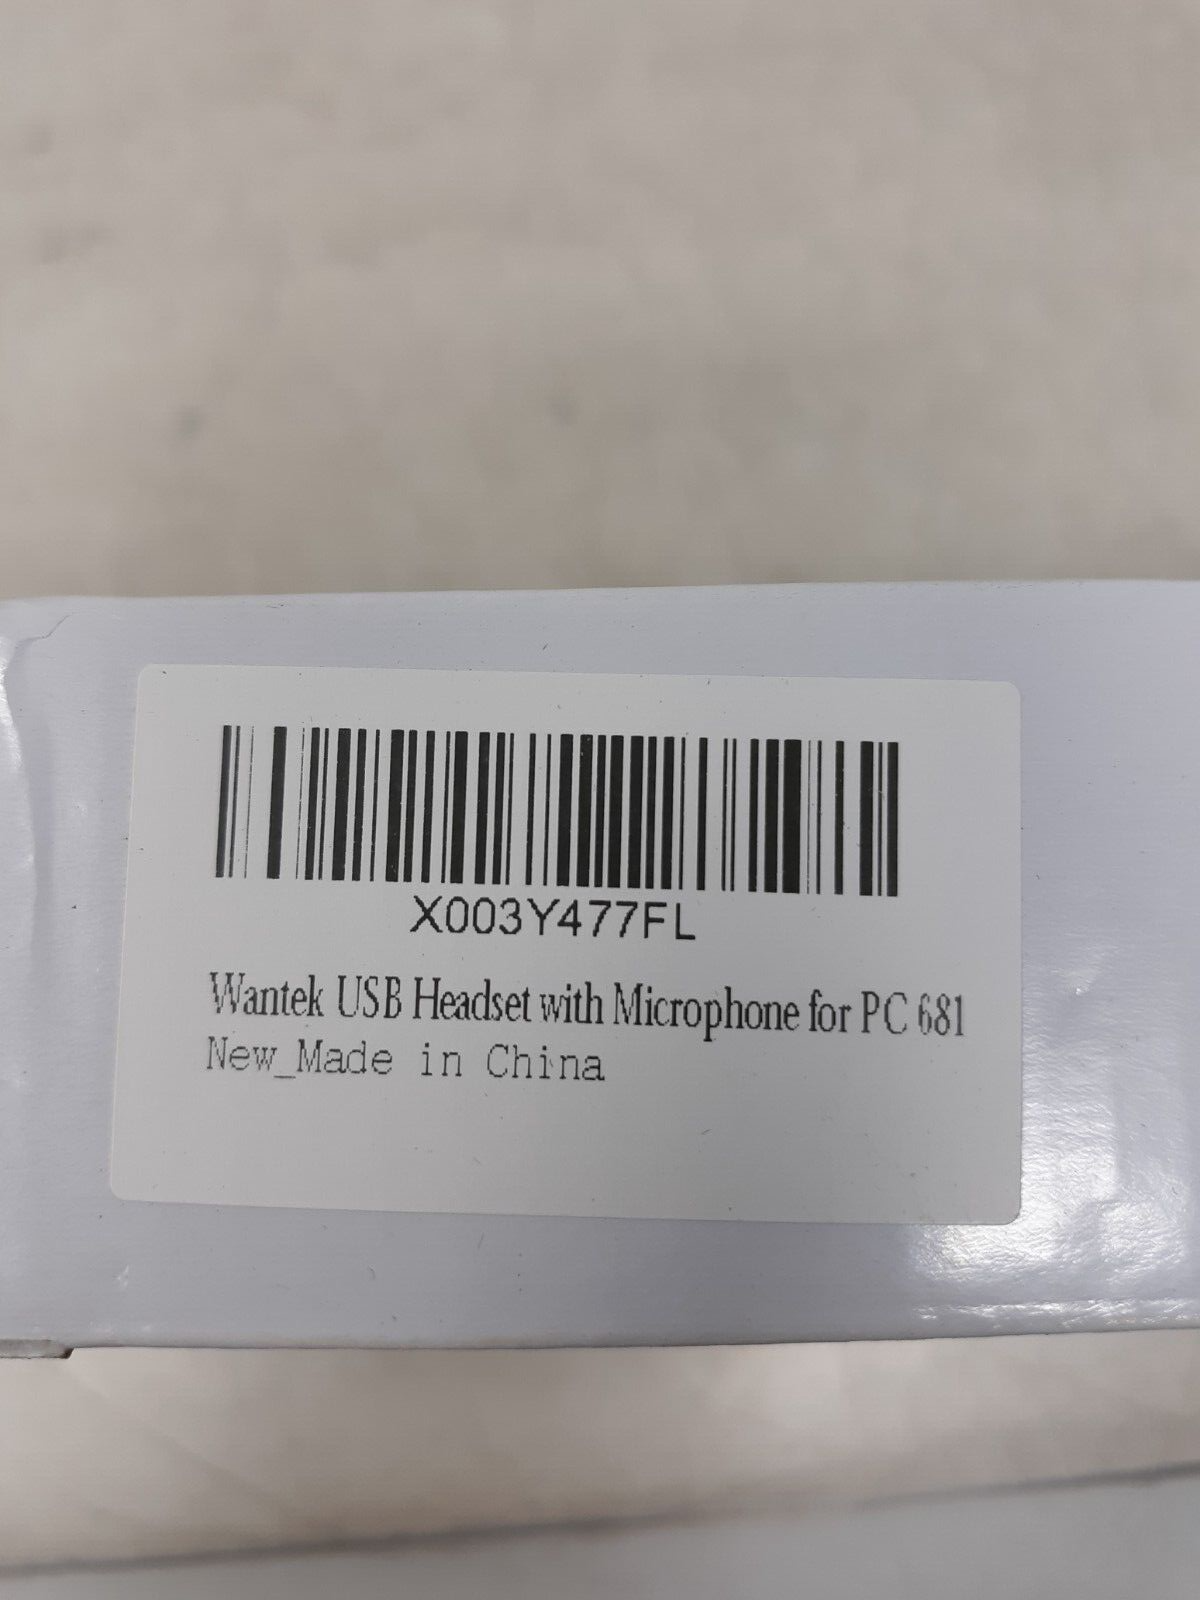 X003Y477FL
Wantek USB Headset with Microphone for PC 681
New_Made in China